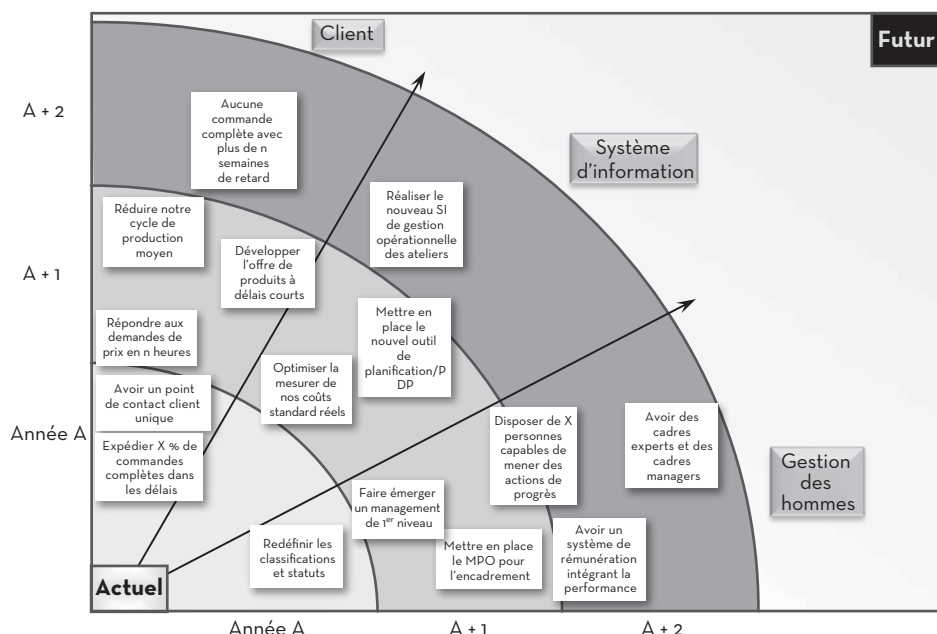 Client
Futur
A + 2
Aucune
commande
complète avec
plus de n
semaines
de retard
Système
d'information
Réduire notre
cycle de
production
moyen
Réaliser le
nouveau SI
de gestion
opérationnelle
des ateliers
A + 1
Développer
l'offre de
produits à
délais courts
Répondre aux
demandes de
prix en n heures
Mettre en
place le
nouvel outil
de
planification/P
DP
Optimiser la
mesurer de
nos coûts
standard réels
Avoir un point
de contact client
unique
Année A
Expédier X % de
commandes
complètes dans
les délais
Disposer de X
personnes
capables de
mener des
actions de
progrès
Avoir des
cadres
experts et des
cadres
managers
Gestion
des
hommes
Faire émerger
un management
de 1er niveau
Redéfinir les
classifications
et statuts
Mettre en place
le MPO pour
l'encadrement
Avoir un
système de
rémunération
intégrant la
performance
Actuel
Année A
A + 1
A + 2